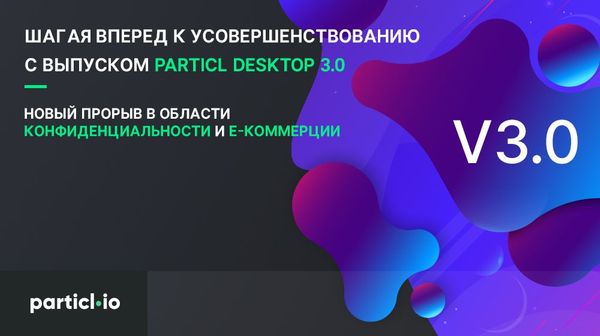 ШАГАЯ ВПЕРЕД К УСОВЕРШЕНСТВОВАНИЮ
С ВЫПУСКОМ PARTICL DESKTOP 3.0
НОВЫЙ ПРОРЫВ В ОБЛАСТИ
КОНФИДЕНЦИАЛЬНОСТИ И Е-КОММЕРЦИИ
V3.0
particl.io